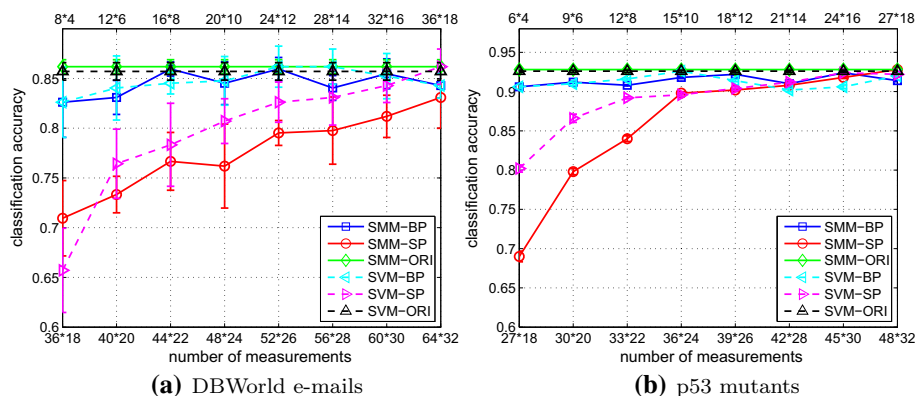 8*4 12*6 16*8 20*10 24*12 28*14 32*16 36*18
classification accuracy
0.85
0.8
0.75
0.7
0.65
0.6
SMM-BP
SMM-SP
SMM-ORI
SVM-BP
SVM-SP
SVM-ORI
36*18 40*20 44*22 48*24 52*26 56*28 60*30 64*32
number of measurements
(a) DBWorld e-mails
6*4 9*6 12*8 15*10 18*12 21*14 24*16 27*18
classification accuracy
0.95
0.9
0.85
0.8
0.75
0.7
0.65
0.6
SMM-BP
SMM-SP
SMM-ORI
SVM-BP
SVM-SP
SVM-ORI
27*18 30*20 33*22 36*24 39*26 42*28 45*30 48*32
number of measurements
(b) p53 mutants